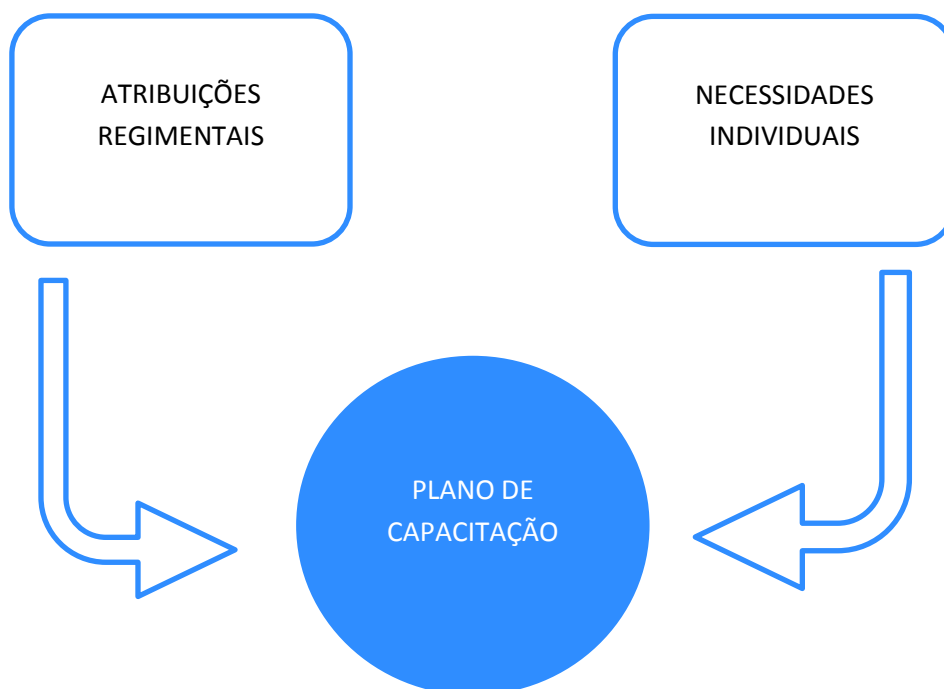 ATRIBUIÇÕES
REGIMENTAIS
NECESSIDADES
INDIVIDUAIS
PLANO DE
CAPACITAÇÃO